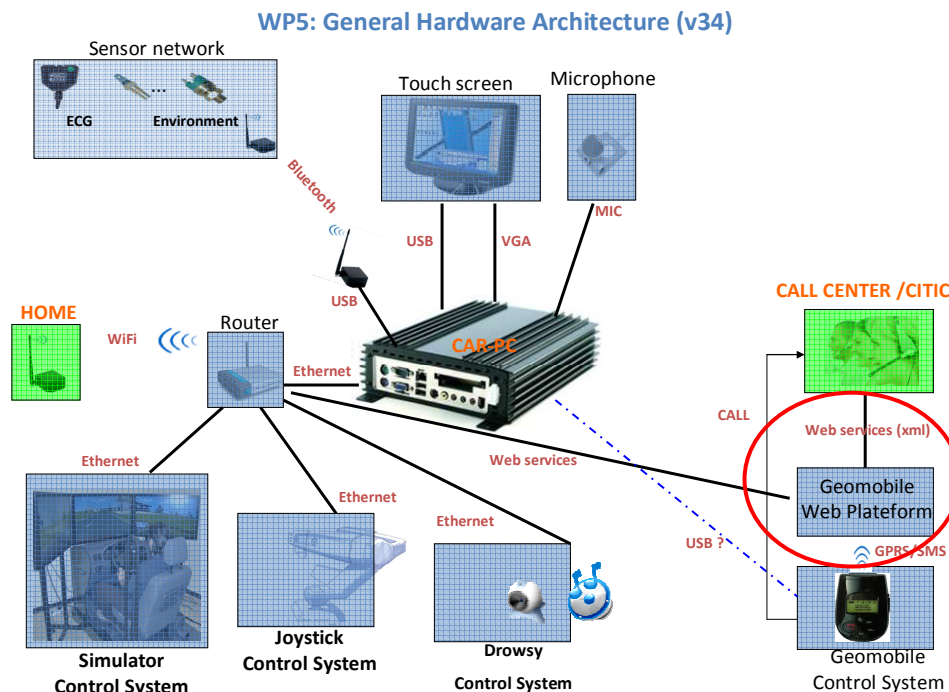 WP5: General Hardware Architecture (v34)
Sensor network
ECG
...
Environment
Touch screen
Microphone
Bluetooth
USB
USB
VGA
MIC
HOME
WiFi
Router
Ethernet
CAR-PC
CALL CENTER /CITIC
CALL
Web services (xml)
Web services
Geomobile
Web Plateform
GPRS/SMS
USB ?
Ethernet
Ethernet
Ethernet
Simulator
Control System
Joystick
Control System
Drowsy
Control System
Geomobile
Control System